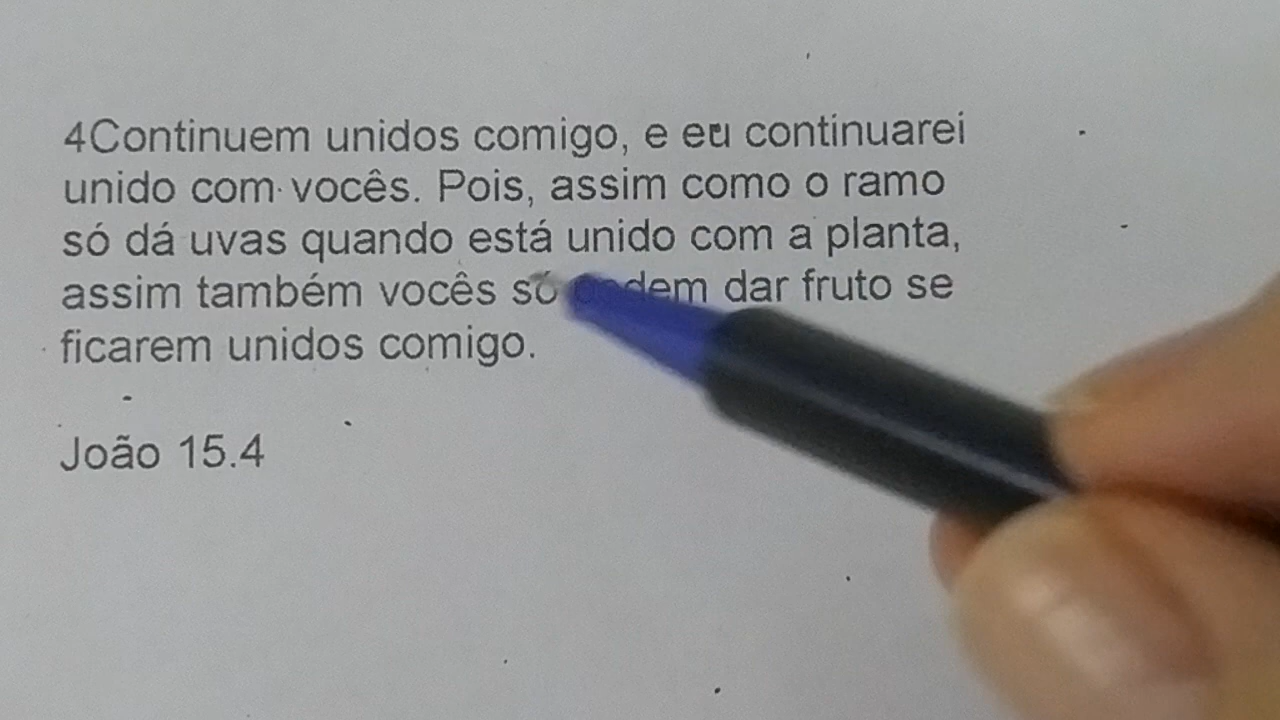 4Continuem unidos comigo, e eu continuarei
unido com vocês. Pois, assim como o ramo
só dá uvas quando está unido com a planta,
assim também vocês só podem dar fruto se
ficarem unidos comigo.
João 15.4